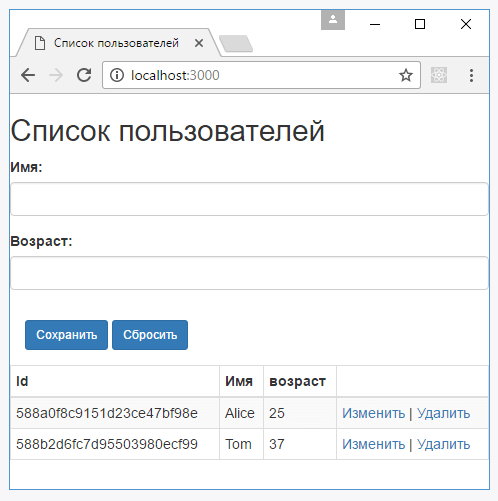 Список пользователей
localhost:3000
Список пользователей
Имя:
Возраст:
Сохранить Сбросить
Id Имя возраст
588a0f8c9151d23ce47bf98e Alice 25 Изменить | Удалить
588b2d6fc7d95503980ecf99 Tom 37 Изменить | Удалить